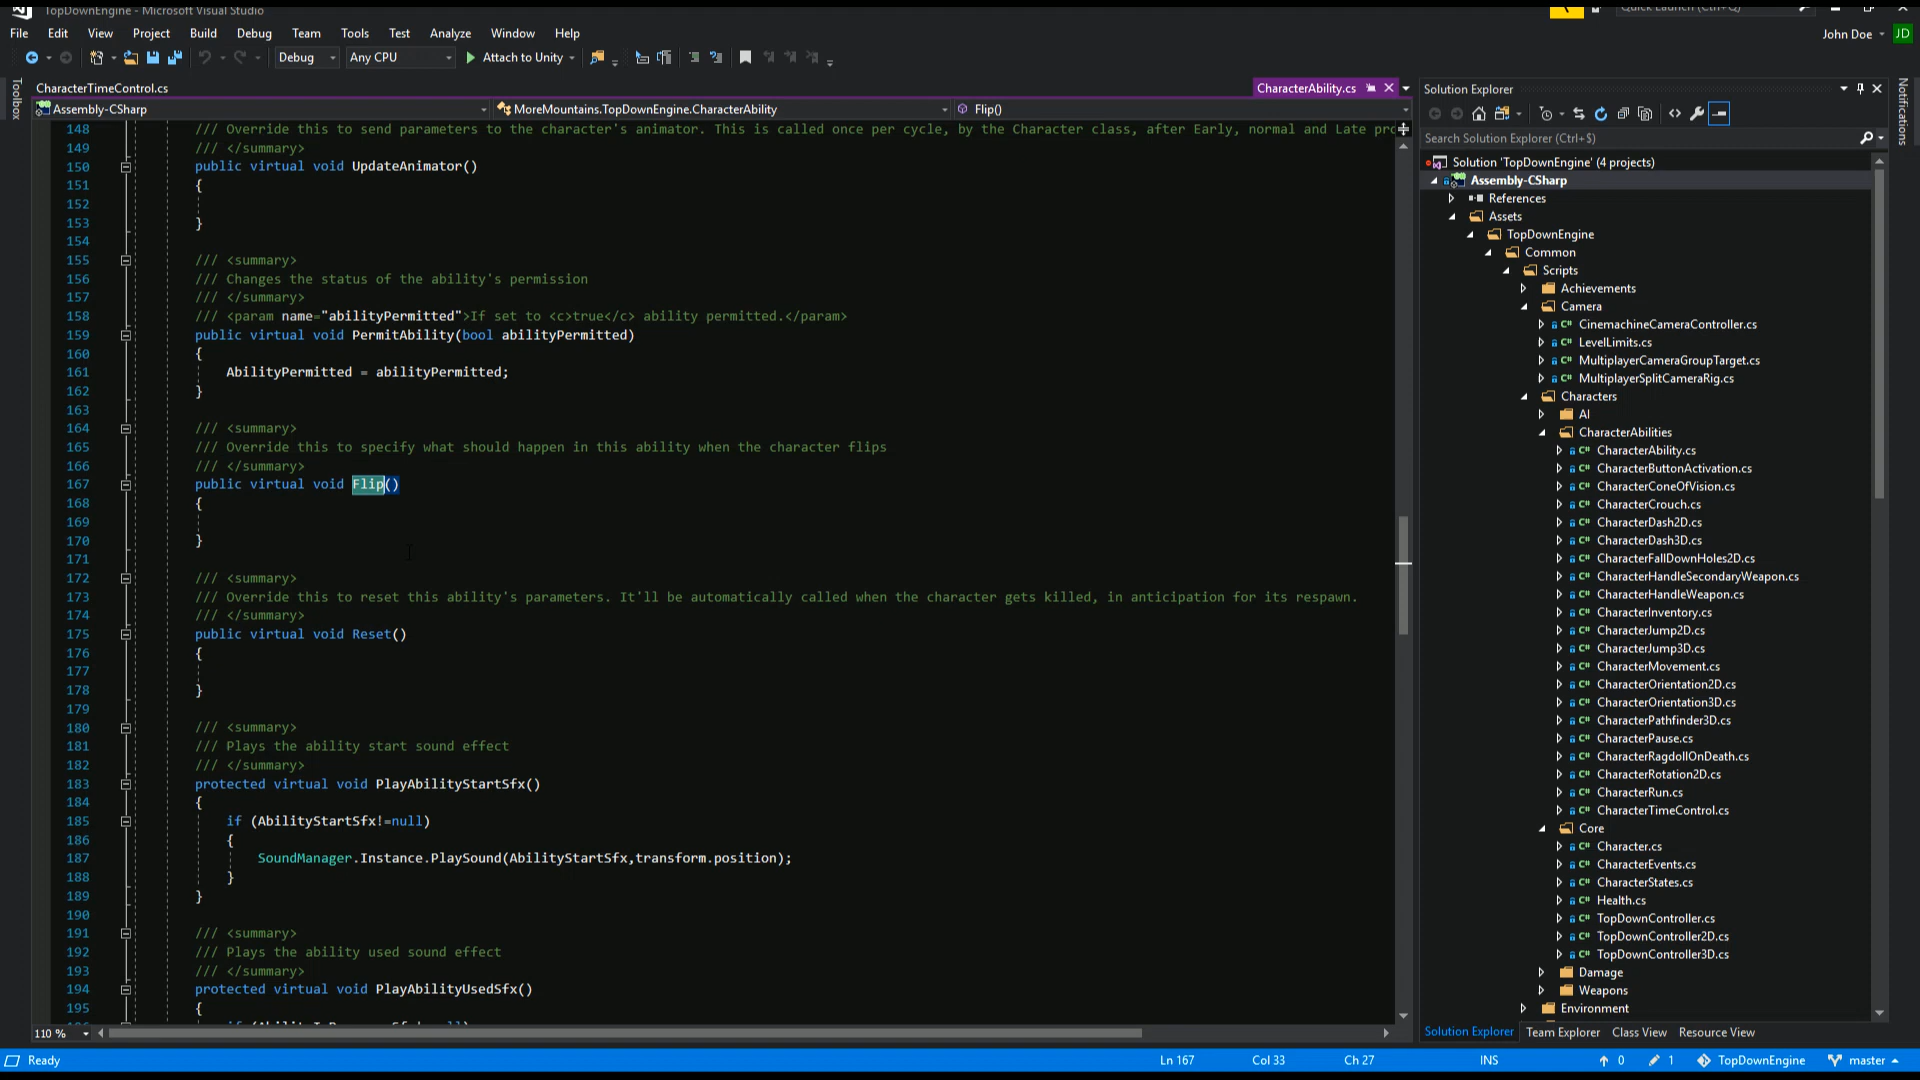 TopDownEngine - Microsoft Visual Studio
Quick Launch (Ctrl+Q)
File Edit View Project Build Debug Team Tools Test Analyze Window Help
John Doe JD
Debug Any CPU Attach to Unity
Toolbox
CharacterTimeControl.cs CharacterAbility.cs
Assembly-CSharp MoreMountains.TopDownEngine.CharacterAbility Flip()
148 /// Override this to send parameters to the character's animator. This is called once per cycle, by the Character class, after Early, normal and Late pro
149 /// </summary>
150 public virtual void UpdateAnimator()
151 {
152
153 }
154
155 /// <summary>
156 /// Changes the status of the ability's permission
157 /// </summary>
158 /// <param name="abilityPermitted">If set to <c>true</c> ability permitted.</param>
159 public virtual void PermitAbility(bool abilityPermitted)
160 {
161 AbilityPermitted = abilityPermitted;
162 }
163
164 /// <summary>
165 /// Override this to specify what should happen in this ability when the character flips
166 /// </summary>
167 public virtual void Flip()
168 {
169
170 }
171
172 /// <summary>
173 /// Override this to reset this ability's parameters. It'll be automatically called when the character gets killed, in anticipation for its respawn.
174 /// </summary>
175 public virtual void Reset()
176 {
177
178 }
179
180 /// <summary>
181 /// Plays the ability start sound effect
182 /// </summary>
183 protected virtual void PlayAbilityStartSfx()
184 {
185 if (AbilityStartSfx!=null)
186 {
187 SoundManager.Instance.PlaySound(AbilityStartSfx,transform.position);
188 }
189 }
190
191 /// <summary>
192 /// Plays the ability used sound effect
193 /// </summary>
194 protected virtual void PlayAbilityUsedSfx()
195 {
110 %
Solution Explorer
Search Solution Explorer (Ctrl+$)
Solution 'TopDownEngine' (4 projects)
Assembly-CSharp
References
Assets
TopDownEngine
Common
Scripts
Achievements
Camera
CinemachineCameraController.cs
LevelLimits.cs
MultiplayerCameraGroupTarget.cs
MultiplayerSplitCameraRig.cs
Characters
AI
CharacterAbilities
CharacterAbility.cs
CharacterButtonActivation.cs
CharacterConeOfVision.cs
CharacterCrouch.cs
CharacterDash2D.cs
CharacterDash3D.cs
CharacterFallDownHoles2D.cs
CharacterHandleSecondaryWeapon.cs
CharacterHandleWeapon.cs
CharacterInventory.cs
CharacterJump2D.cs
CharacterJump3D.cs
CharacterMovement.cs
CharacterOrientation2D.cs
CharacterOrientation3D.cs
CharacterPathfinder3D.cs
CharacterPause.cs
CharacterRagdollOnDeath.cs
CharacterRotation2D.cs
CharacterRun.cs
CharacterTimeControl.cs
Core
Character.cs
CharacterEvents.cs
CharacterStates.cs
Health.cs
TopDownController.cs
TopDownController2D.cs
TopDownController3D.cs
Damage
Weapons
Environment
Solution Explorer Team Explorer Class View Resource View
Notifications
Ready Ln 167 Col 33 Ch 27 INS 0 1 TopDownEngine master